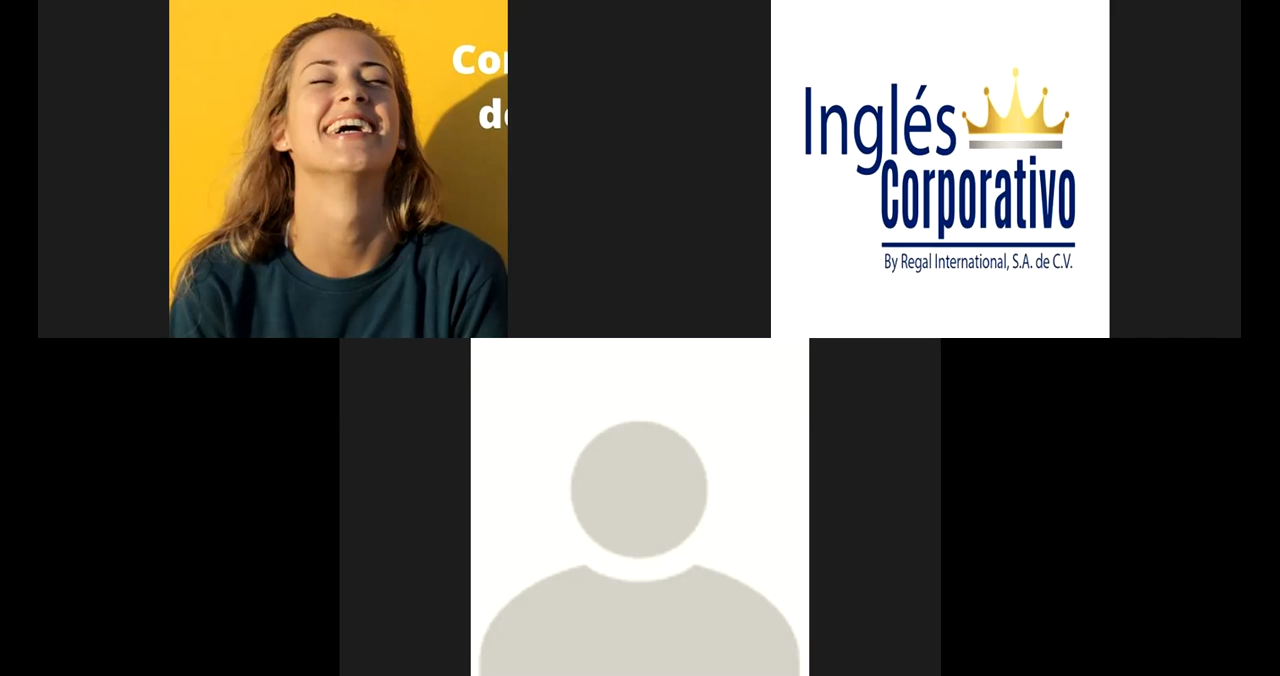 Inglés
Corporativo
By Regal International, S.A. de C.V.